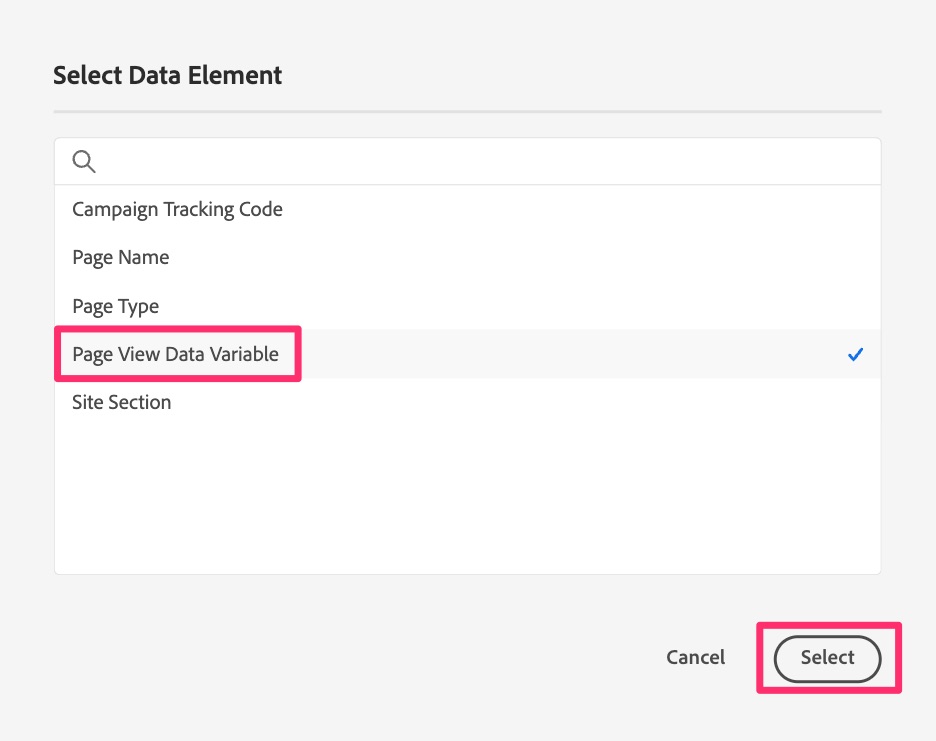 Select Data Element
Campaign Tracking Code
Page Name
Page Type
Page View Data Variable
Site Section
Cancel
Select